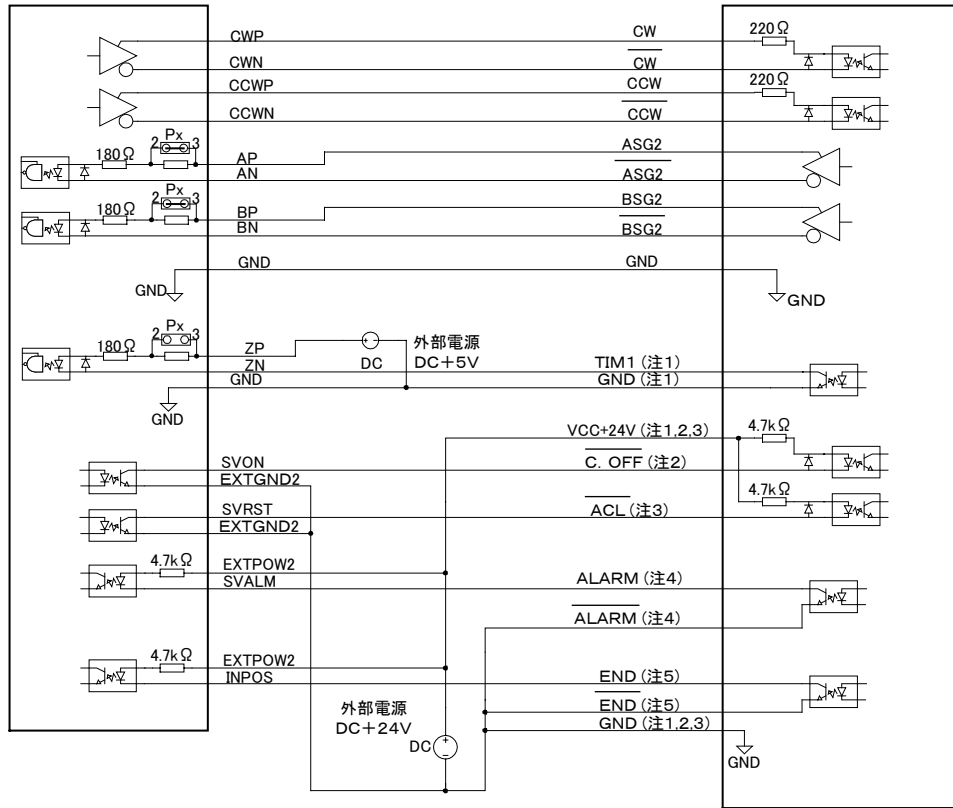 CWP CW 220Ω
CWN CW
CCWP CCW 220Ω
CCWN CCW
Px
2 3
180Ω AP ASG2
AN ASG2
Px
2 3
180Ω BP BSG2
BN BSG2
GND GND
GND GND
Px
2 3
180Ω ZP 外部電源
ZN DC DC+5V TIM1(注1)
GND GND(注1)
GND
VCC+24V(注1,2,3) 4.7kΩ
SVON C. OFF(注2)
EXTGND2 4.7kΩ
SVRST ACL(注3)
EXTGND2
4.7kΩ EXTPOW2
SVALM ALARM(注4)
ALARM(注4)
4.7kΩ EXTPOW2
INPOS END(注5)
外部電源 END(注5)
DC+24V GND(注1,2,3)
DC + −
GND